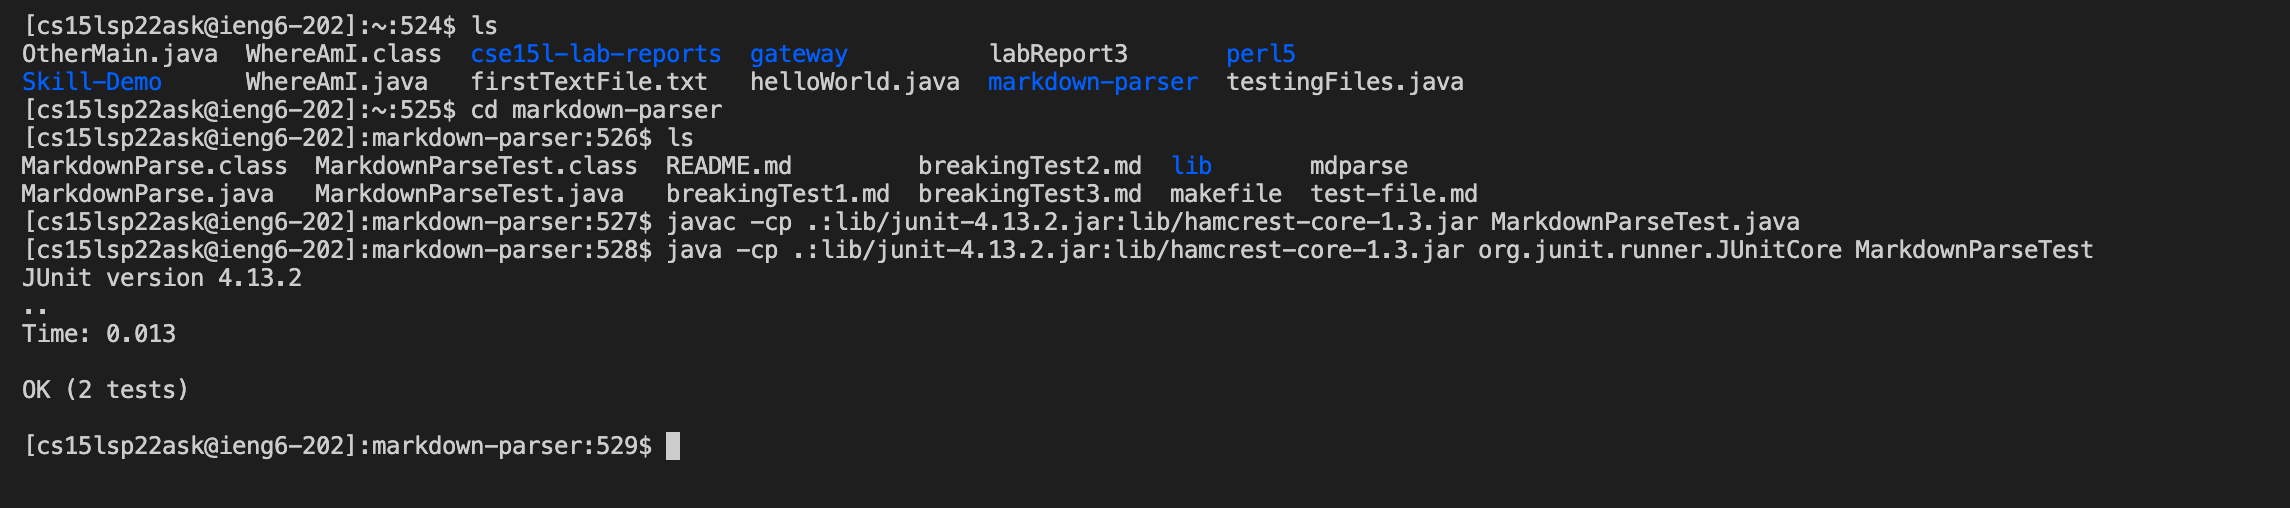 [cs15lsp22ask@ieng6-202]:~:524$ ls
OtherMain.java  WhereAmI.class  cse15l-lab-reports  gateway          labReport3       perl5
Skill-Demo      WhereAmI.java   firstTextFile.txt   helloWorld.java  markdown-parser  testingFiles.java
[cs15lsp22ask@ieng6-202]:~:525$ cd markdown-parser
[cs15lsp22ask@ieng6-202]:markdown-parser:526$ ls
MarkdownParse.class  MarkdownParseTest.class  README.md         breakingTest2.md  lib       mdparse
MarkdownParse.java   MarkdownParseTest.java   breakingTest1.md  breakingTest3.md  makefile  test-file.md
[cs15lsp22ask@ieng6-202]:markdown-parser:527$ javac -cp .:lib/junit-4.13.2.jar:lib/hamcrest-core-1.3.jar MarkdownParseTest.java
[cs15lsp22ask@ieng6-202]:markdown-parser:528$ java -cp .:lib/junit-4.13.2.jar:lib/hamcrest-core-1.3.jar org.junit.runner.JUnitCore MarkdownParseTest
JUnit version 4.13.2
..
Time: 0.013
OK (2 tests)
[cs15lsp22ask@ieng6-202]:markdown-parser:529$